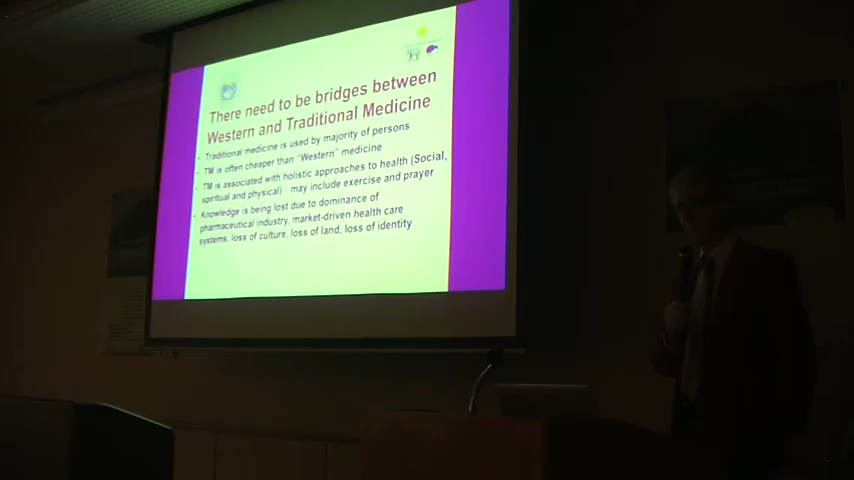 There need to be bridges between
Western and Traditional Medicine
Traditional medicine is used by majority of persons
TM is often cheaper than "Western" medicine
TM is associated with holistic approaches to health (Social,
spiritual and physical) - may include exercise and prayer
Knowledge is being lost due to dominance of
pharmaceutical industry, market-driven health care
systems, loss of culture, loss of land, loss of identity